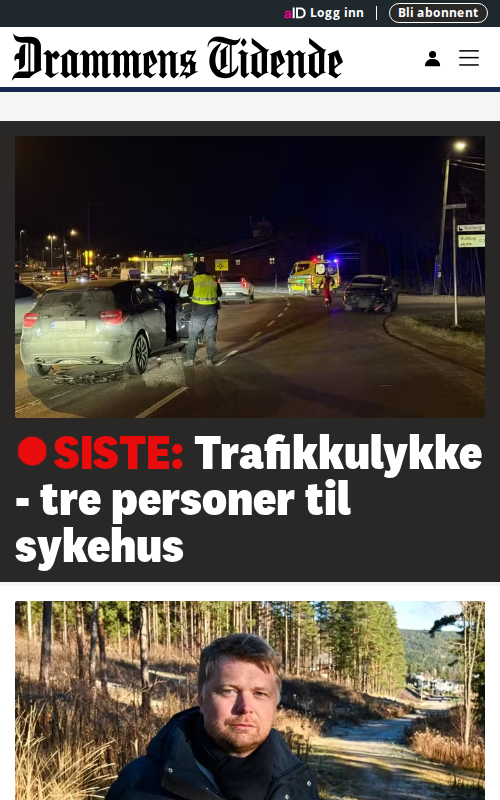 aID Logg inn
Bli abonnent
Drammens Tidende
SISTE: Trafikkulykke
- tre personer til
sykehus